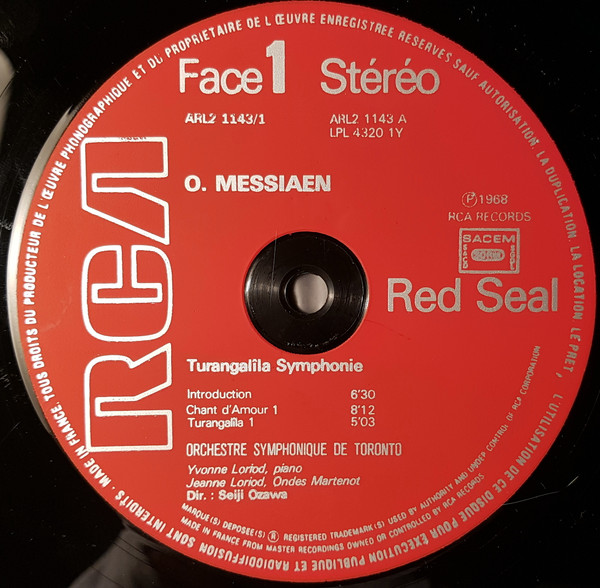 Face 1 Stéréo
ARL2 1143/1
ARL2 1143 A
LPL 4320 1Y
O. MESSIAEN
RCA
℗ 1968
RCA RECORDS
SACEM
SACD
SDRM
SGDL
Red Seal
Turangalîla Symphonie
Introduction 6'30
Chant d'Amour 1 8'12
Turangalîla 1 5'03
ORCHESTRE SYMPHONIQUE DE TORONTO
Yvonne Loriod, piano
Jeanne Loriod, Ondes Martenot
Dir. : Seiji Ozawa
MARQUE(S) DEPOSEE(S) ® REGISTERED TRADEMARK(S) USED BY AUTHORITY AND UNDER CONTROL OF RCA CORPORATION
MADE IN FRANCE FROM MASTER RECORDINGS OWNED OR CONTROLLED BY RCA RECORDS
MADE IN FRANCE. TOUS DROITS DU PRODUCTEUR DE L'ŒUVRE PHONOGRAPHIQUE ET DU PROPRIETAIRE DE L'ŒUVRE ENREGISTREE RESERVES SAUF AUTORISATION. LA DUPLICATION, LA LOCATION, LE PRET, L'UTILISATION DE CE DISQUE POUR EXECUTION PUBLIQUE ET RADIODIFFUSION SONT INTERDITS ·